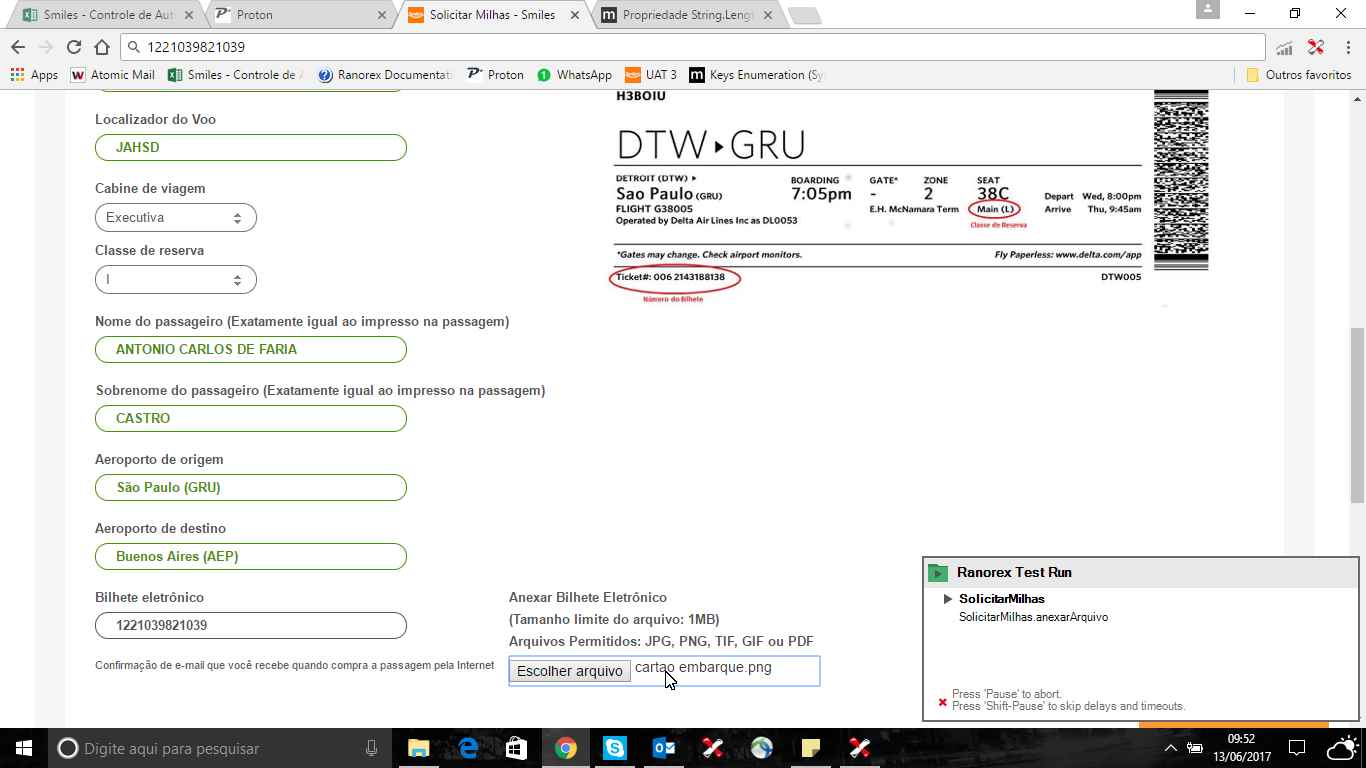 Smiles - Controle de Aut
Proton
Solicitar Milhas - Smiles
Propriedade String.Leng
1221039821039
Apps
Atomic Mail
Smiles - Controle de A
Ranorex Documentati
Proton
WhatsApp
UAT 3
Keys Enumeration (Sy
Outros favoritos
H3BOIU
Localizador do Voo
JAHSD
DTW GRU
Cabine de viagem
Executiva
Classe de reserva
I
DETROIT (DTW)
Sao Paulo (GRU)
FLIGHT G38005
Operated by Delta Air Lines Inc as DL0053
BOARDING
7:05pm
GATE*
-
E.H. McNamara Term
ZONE
2
SEAT
38C
Main (L)
Classe de Reserva
Depart Wed, 8:00pm
Arrive Thu, 9:45am
*Gates may change. Check airport monitors.
Fly Paperless: www.delta.com/app
Ticket#: 006 2143188138
DTW005
Número do Bilhete
Nome do passageiro (Exatamente igual ao impresso na passagem)
ANTONIO CARLOS DE FARIA
Sobrenome do passageiro (Exatamente igual ao impresso na passagem)
CASTRO
Aeroporto de origem
São Paulo (GRU)
Aeroporto de destino
Buenos Aires (AEP)
Bilhete eletrônico
1221039821039
Confirmação de e-mail que você recebe quando compra a passagem pela Internet
Anexar Bilhete Eletrônico
(Tamanho limite do arquivo: 1MB)
Arquivos Permitidos: JPG, PNG, TIF, GIF ou PDF
Escolher arquivo
cartao embarque.png
Ranorex Test Run
SolicitarMilhas
SolicitarMilhas.anexarArquivo
Press 'Pause' to abort.
Press 'Shift-Pause' to skip delays and timeouts.
Digite aqui para pesquisar
09:52
13/06/2017